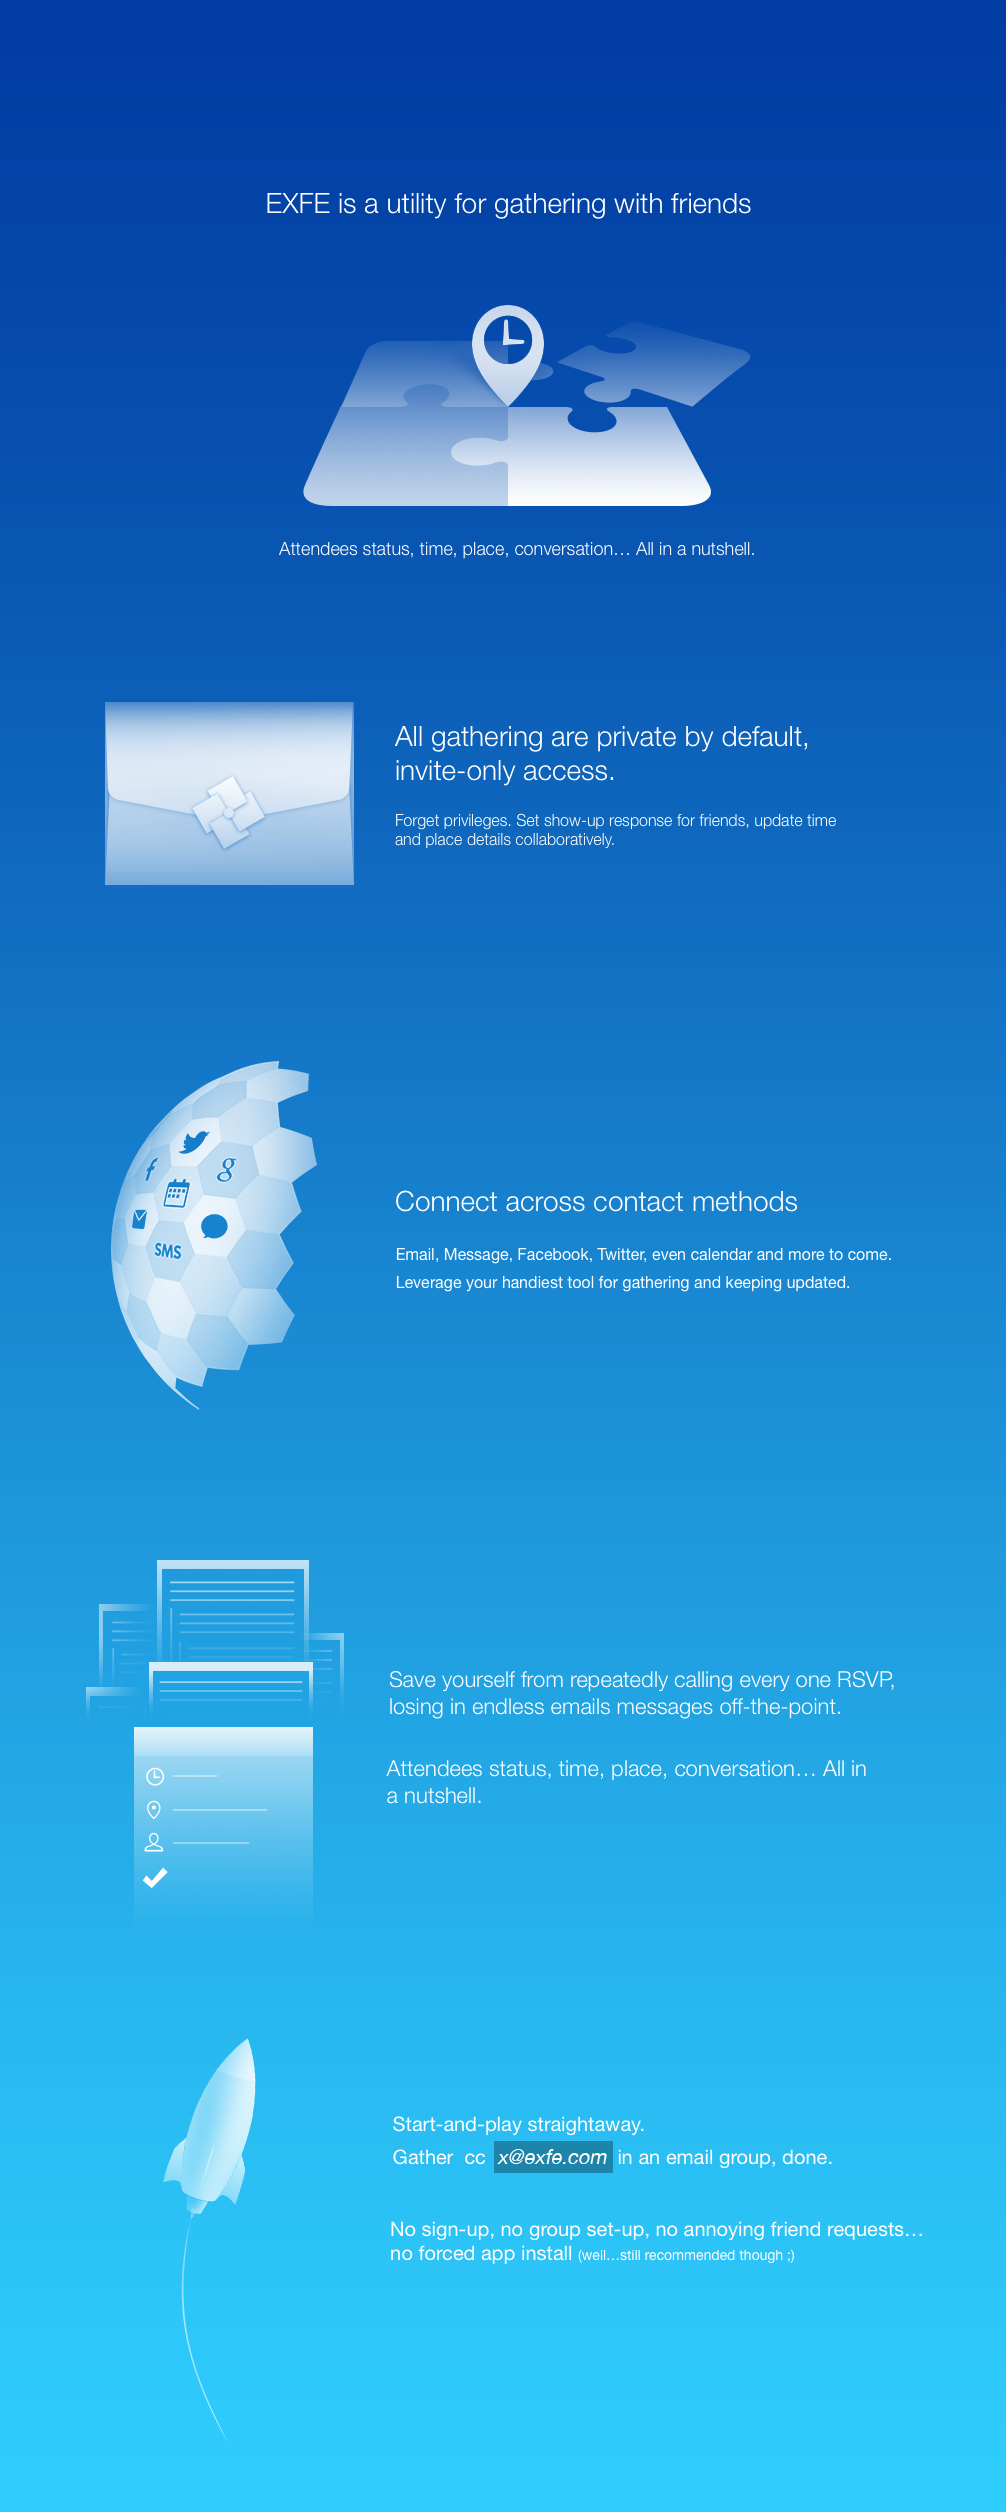 EXFE is a utility for gathering with friends
Attendees status, time, place, conversation… All in a nutshell.
All gathering are private by default,
invite-only access.
Forget privileges. Set show-up response for friends, update time
and place details collaboratively.
f
g
SMS
Connect across contact methods
Email, Message, Facebook, Twitter, even calendar and more to come.
Leverage your handiest tool for gathering and keeping updated.
Save yourself from repeatedly calling every one RSVP,
losing in endless emails messages off-the-point.
Attendees status, time, place, conversation… All in
a nutshell.
Start-and-play straightaway.
Gather cc x@exfe.com in an email group, done.
No sign-up, no group set-up, no annoying friend requests…
no forced app install (well…still recommended though ;)